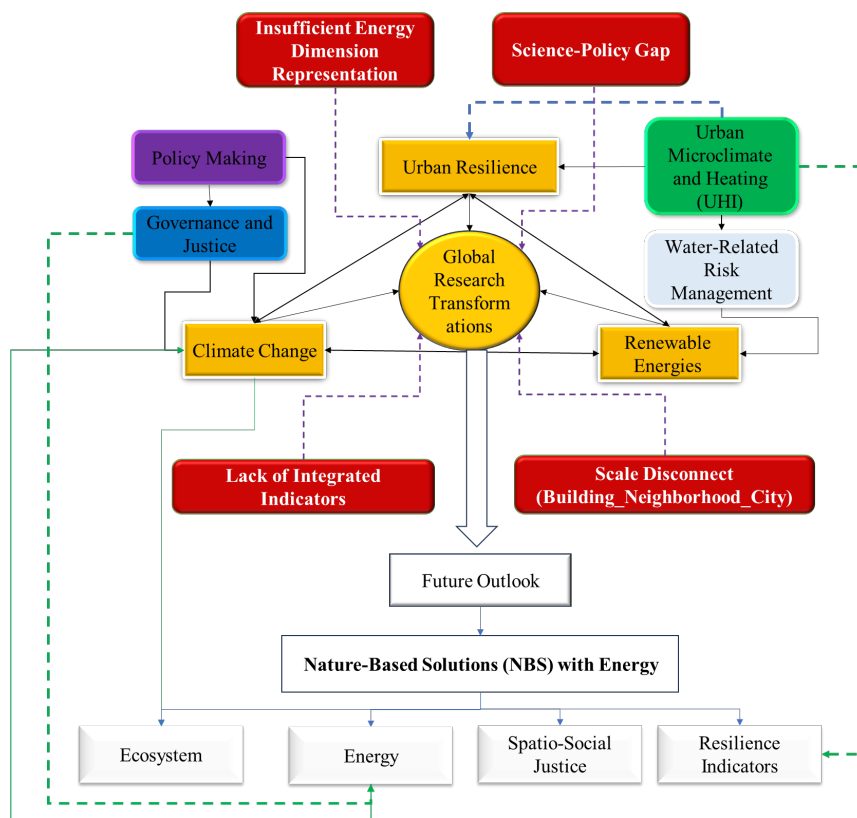 Insufficient Energy
Dimension
Representation
Science-Policy Gap
Policy Making
Urban Resilience
Urban
Microclimate
and Heating
(UHI)
Governance and
Justice
Water-Related
Risk
Management
Global
Research
Transform
ations
Climate Change
Renewable
Energies
Lack of Integrated
Indicators
Scale Disconnect
(Building_Neighborhood_City)
Future Outlook
Nature-Based Solutions (NBS) with Energy
Ecosystem
Energy
Spatio-Social
Justice
Resilience
Indicators